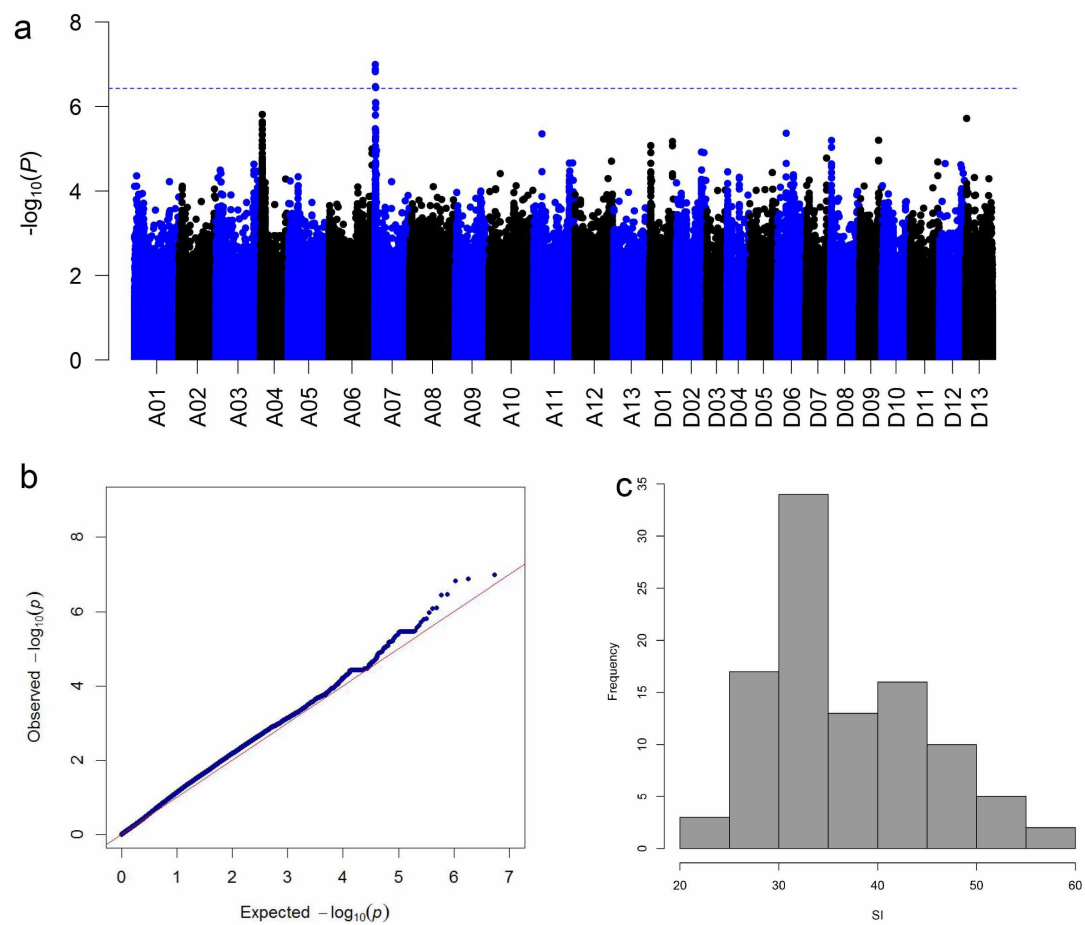 a
8
6
4
2
0
-log10(P)
A01 A02 A03 A04 A05 A06 A07 A08 A09 A10 A11 A12 A13 D01 D02 D03 D04 D05 D06 D07 D08 D09 D10 D11 D12 D13
b
8
6
4
2
0
Observed −log10(p)
0 1 2 3 4 5 6 7
Expected −log10(p)
c
35
30
25
20
15
10
5
0
Frequency
20 30 40 50 60
SI